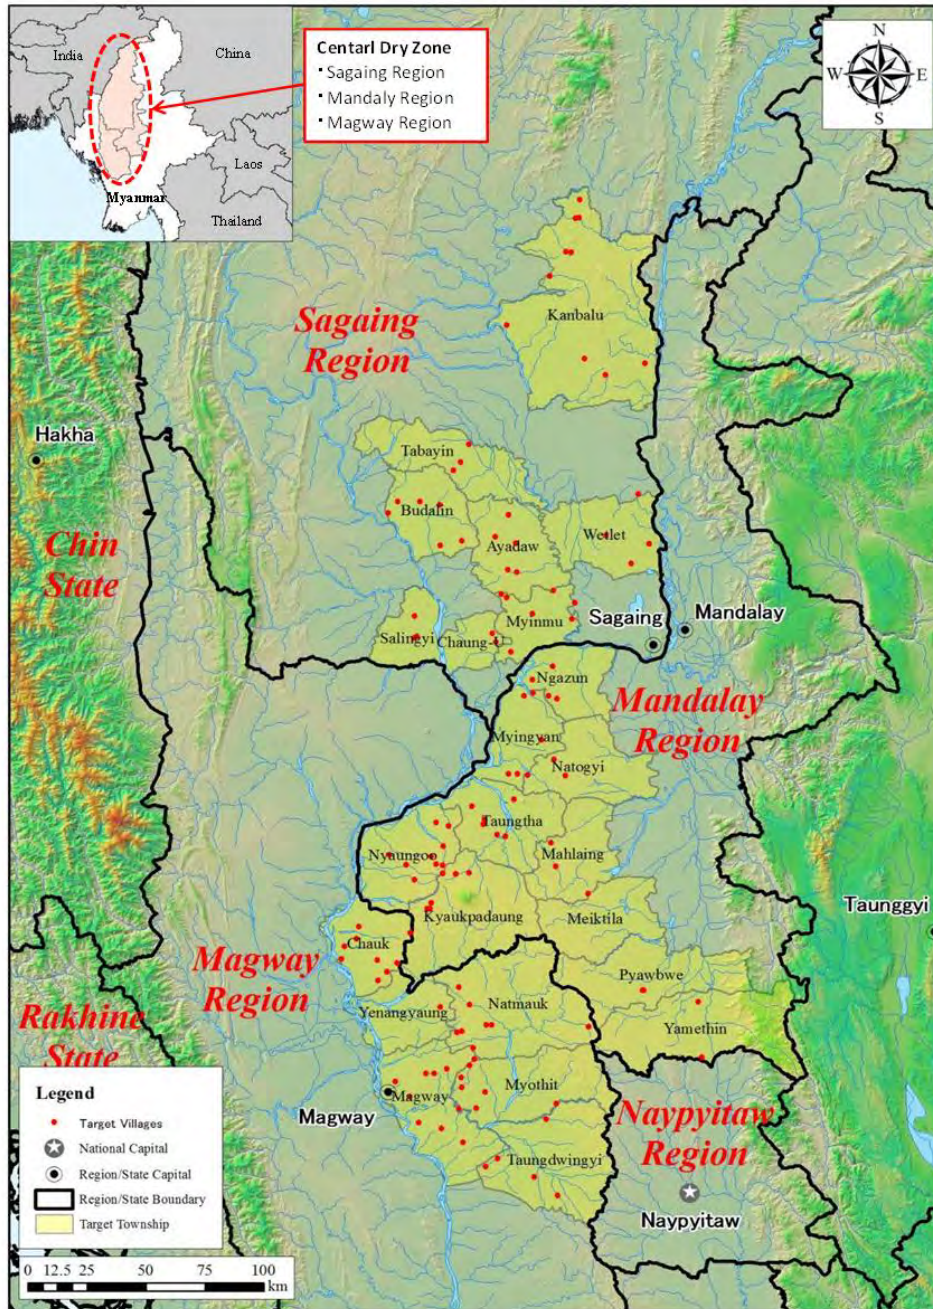 India
China
Laos
Myanmar
Thailand
Centarl Dry Zone
・Sagaing Region
・Mandaly Region
・Magway Region
N
W
E
S
Kanbalu
Sagaing
Region
Hakha
Tabayin
Budalin
Ayadaw
Wetlet
Chin
State
Salingyi
Chaung-U
Myinmu
Sagaing
Mandalay
Ngazun
Mandalay
Region
Myingyan
Natogyi
Taungtha
Nyaungoo
Mahlaing
Kyaukpadaung
Meiktila
Taunggyi
Chauk
Magway
Region
Pyawbwe
Natmauk
Yenangyaung
Yamethin
Rakhine
State
Magway
Myothit
Magway
Naypyitaw
Region
Taungdwingyi
Naypyitaw
Legend
Target Villages
National Capital
Region/State Capital
Region/State Boundary
Target Township
0 12.5 25 50 75 100
km